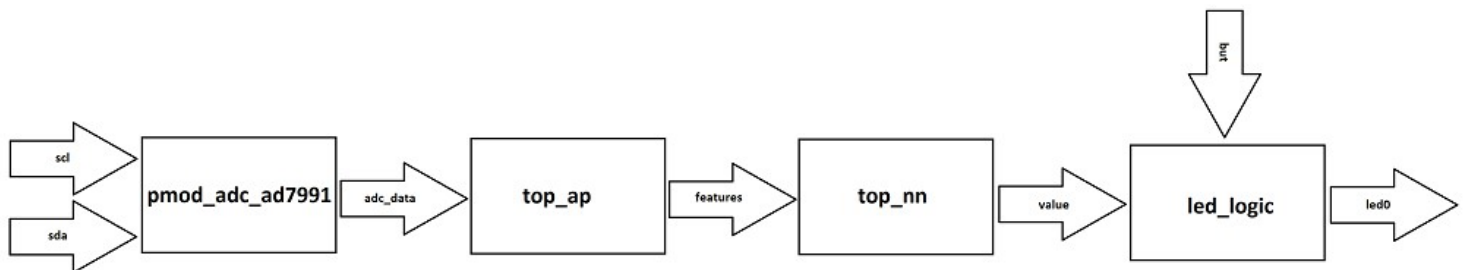 but
scl
pmod_adc_ad7991
adc_data
top_ap
features
top_nn
value
led_logic
led0
sda